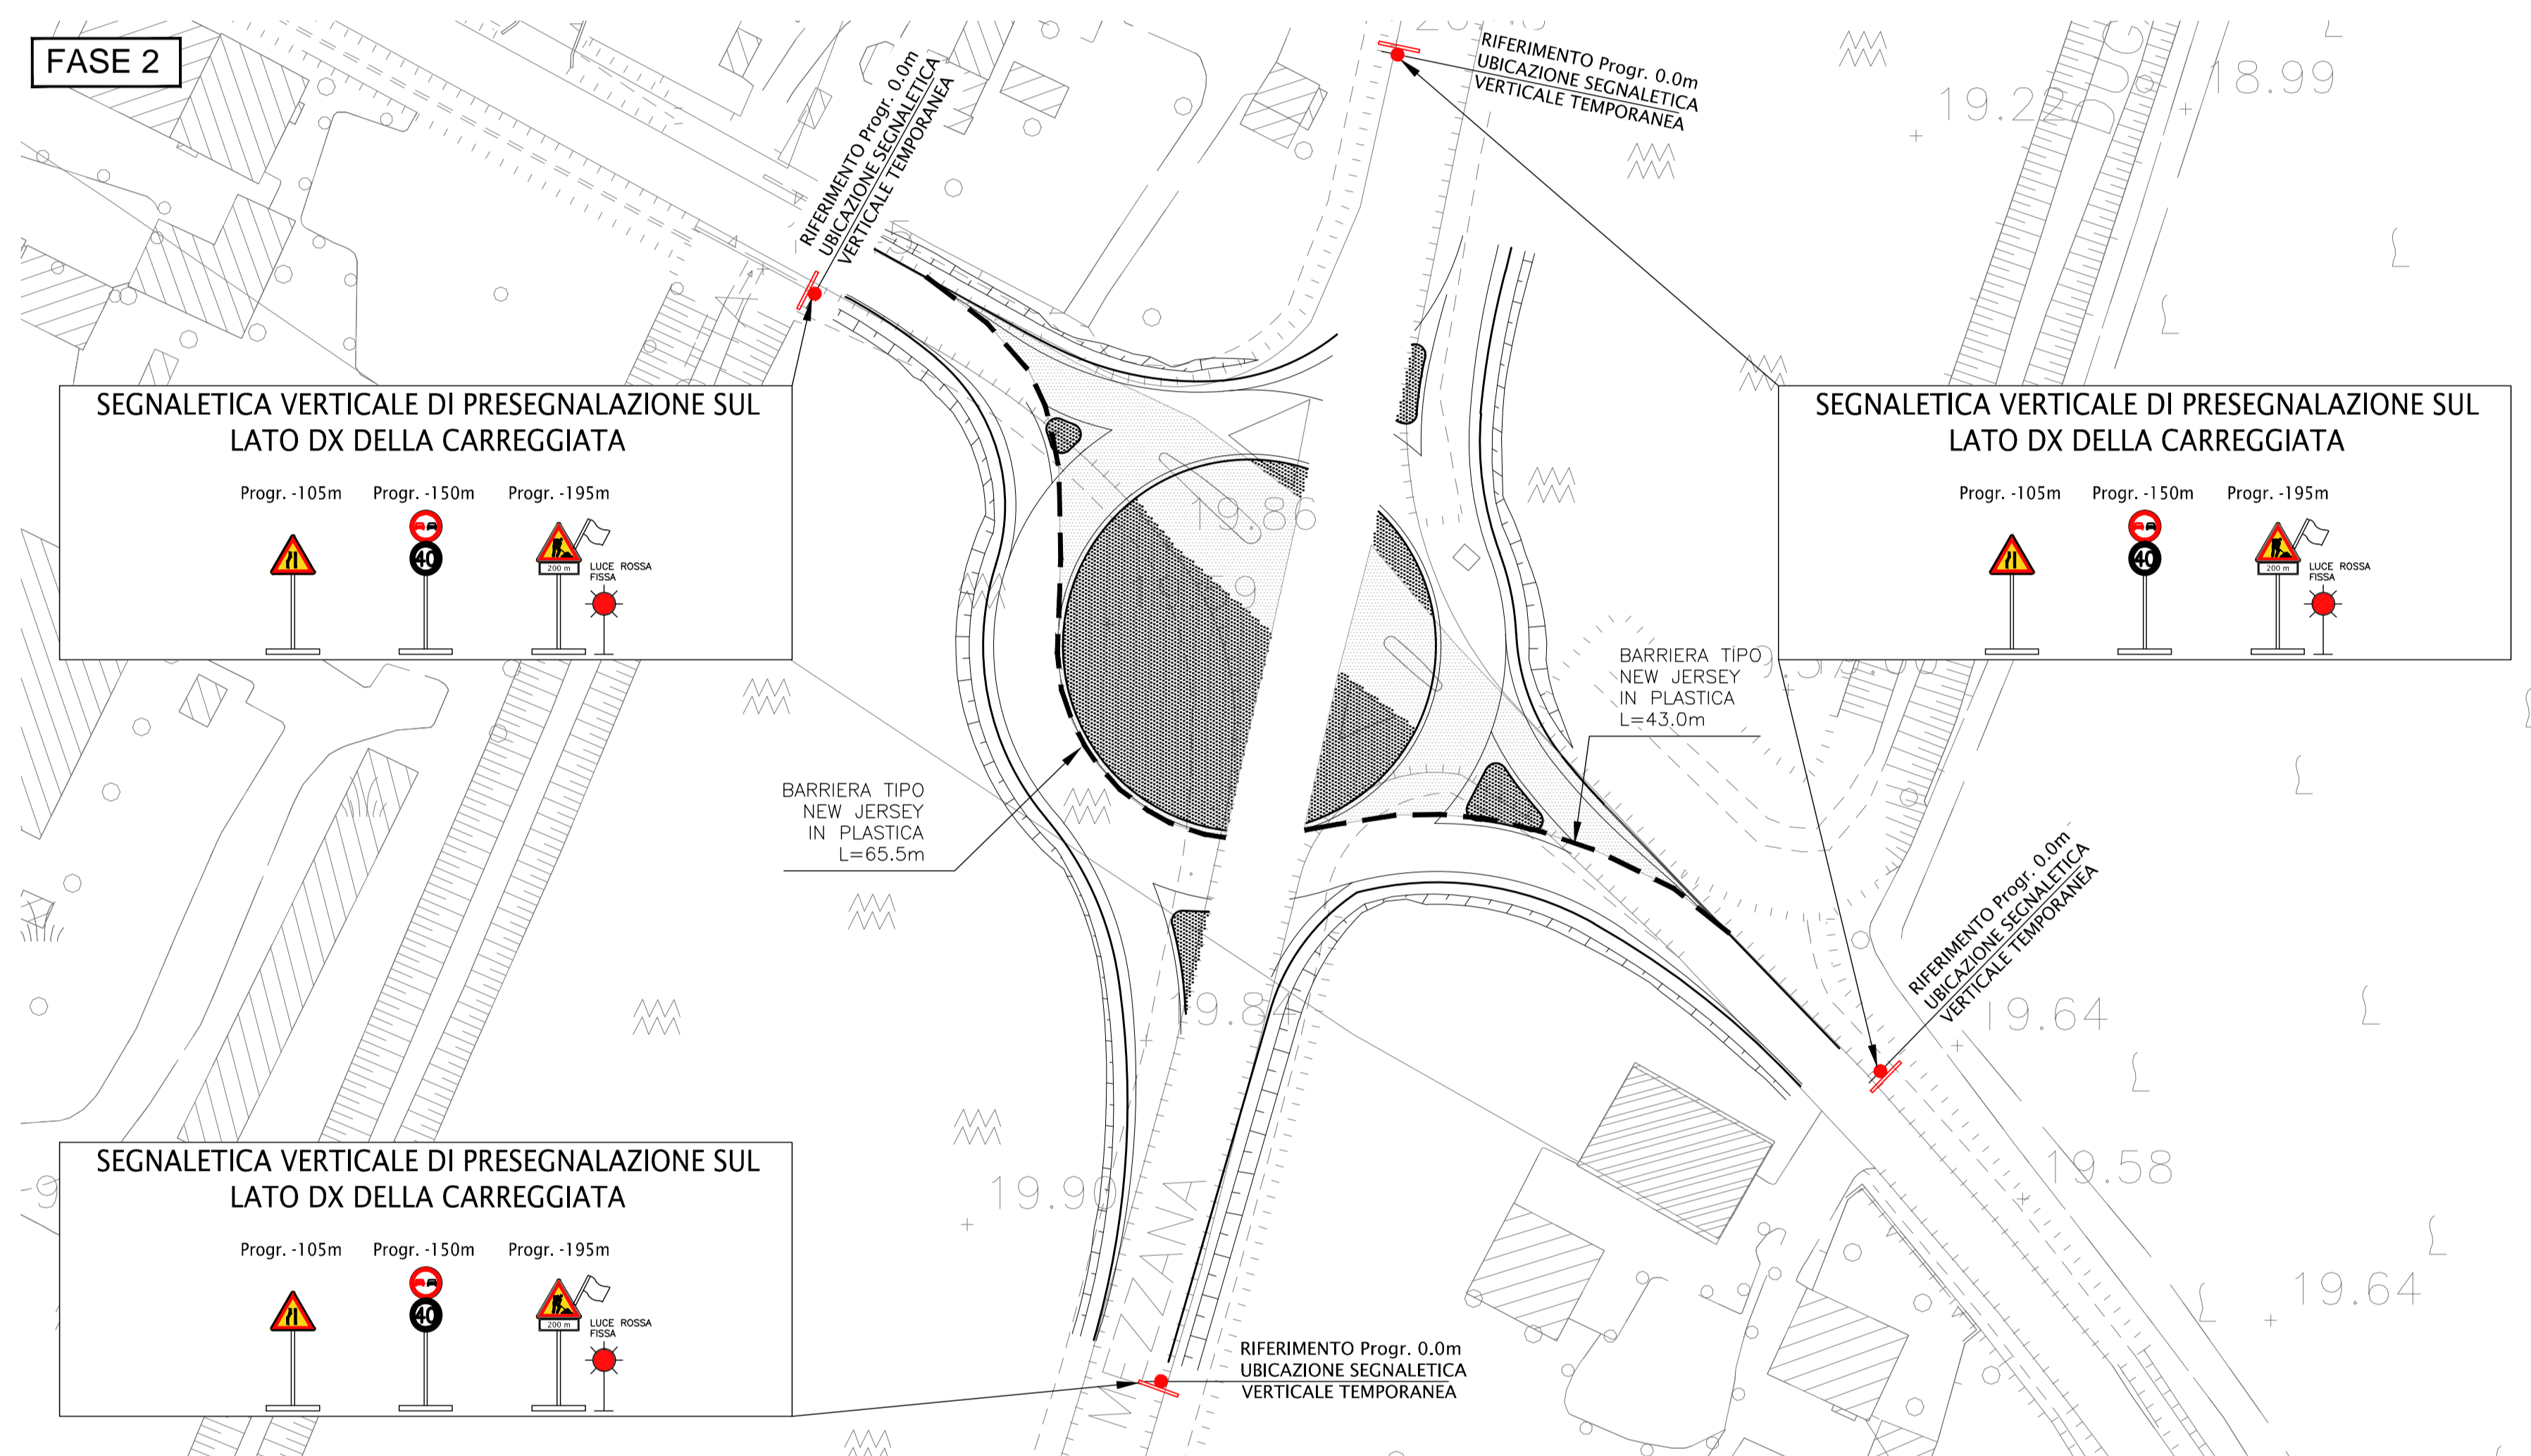 FASE 2
RIFERIMENTO Progr. 0.0m
UBICAZIONE SEGNALETICA
VERTICALE TEMPORANEA
RIFERIMENTO Progr. 0.0m
UBICAZIONE SEGNALETICA
VERTICALE TEMPORANEA
19.22
DUG
18.99
SEGNALETICA VERTICALE DI PRESEGNALAZIONE SUL
LATO DX DELLA CARREGGIATA
Progr. -105m Progr. -150m Progr. -195m
40
200 m
LUCE ROSSA
FISSA
SEGNALETICA VERTICALE DI PRESEGNALAZIONE SUL
LATO DX DELLA CARREGGIATA
Progr. -105m Progr. -150m Progr. -195m
40
200 m
LUCE ROSSA
FISSA
19.86
9
BARRIERA TIPO
NEW JERSEY
IN PLASTICA
L=43.0m
BARRIERA TIPO
NEW JERSEY
IN PLASTICA
L=65.5m
RIFERIMENTO Progr. 0.0m
UBICAZIONE SEGNALETICA
VERTICALE TEMPORANEA
19.64
19.58
19.64
19.90
MEZZANA
SEGNALETICA VERTICALE DI PRESEGNALAZIONE SUL
LATO DX DELLA CARREGGIATA
Progr. -105m Progr. -150m Progr. -195m
40
200 m
LUCE ROSSA
FISSA
RIFERIMENTO Progr. 0.0m
UBICAZIONE SEGNALETICA
VERTICALE TEMPORANEA